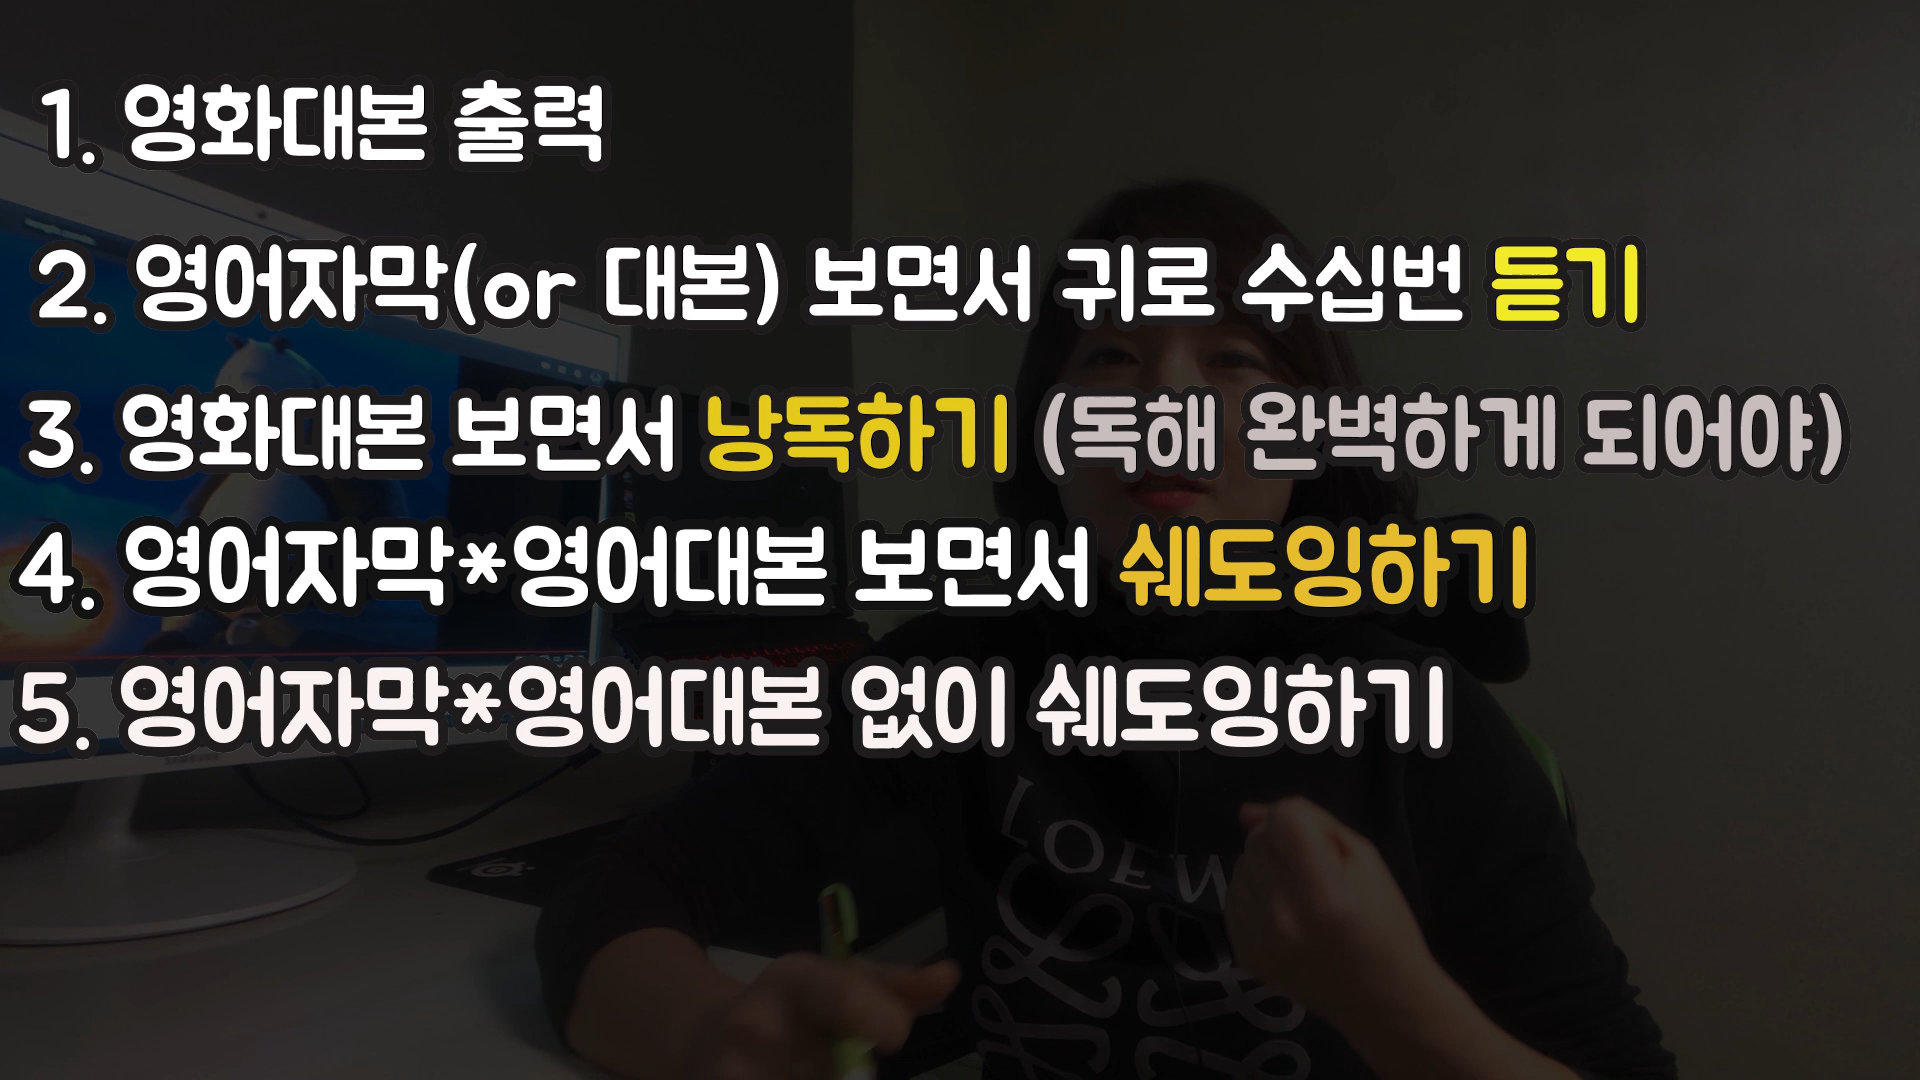 1. 영화대본 출력
2. 영어자막(or 대본) 보면서 귀로 수십번 듣기
3. 영화대본 보면서 낭독하기 (독해 완벽하게 되어야)
4. 영어자막*영어대본 보면서 쉐도잉하기
5. 영어자막*영어대본 없이 쉐도잉하기
SAMSUNG
LOEW